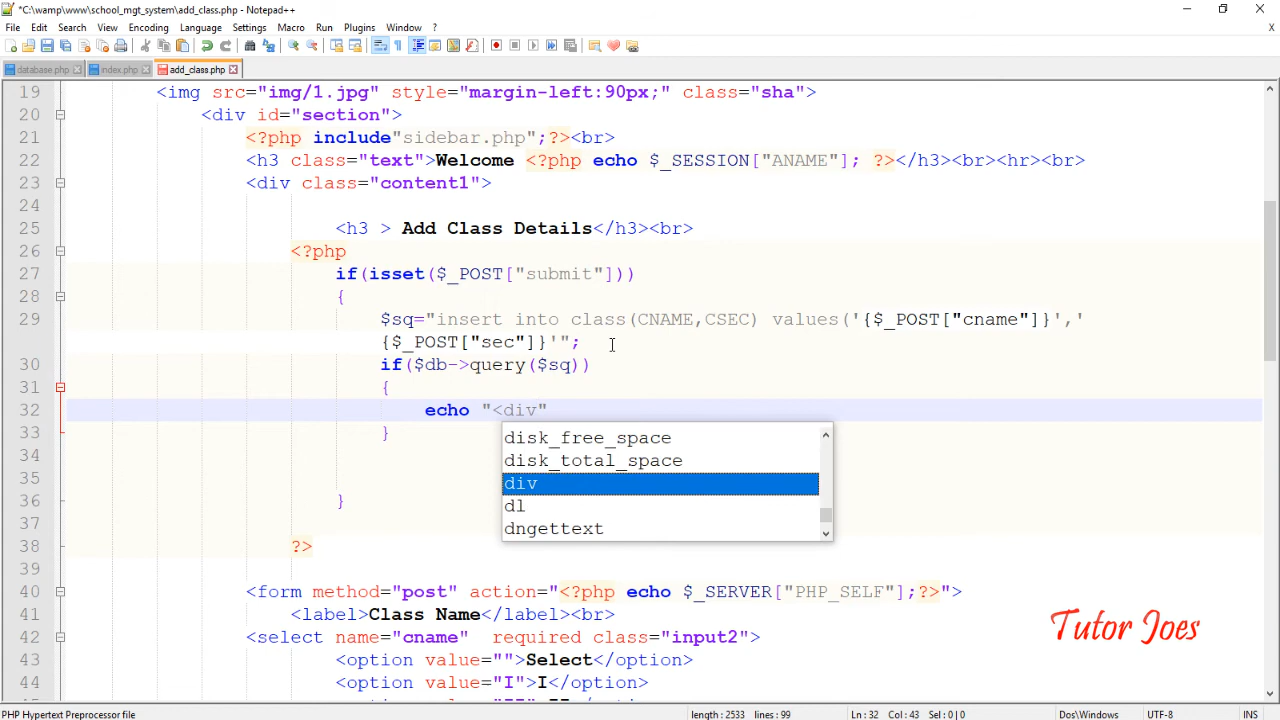 *C:\wamp\www\school_mgt_system\add_class.php - Notepad++
File Edit Search View Encoding Language Settings Macro Run Plugins Window ?
X
database.php index.php add_class.php
19 <img src="img/1.jpg" style="margin-left:90px;" class="sha">
20 <div id="section">
21 <?php include"sidebar.php";?><br>
22 <h3 class="text">Welcome <?php echo $_SESSION["ANAME"]; ?></h3><br><hr><br>
23 <div class="content1">
24
25 <h3 > Add Class Details</h3><br>
26 <?php
27 if(isset($_POST["submit"]))
28 {
29 $sq="insert into class(CNAME,CSEC) values('{$_POST["cname"]}','
{$_POST["sec"]}'";
30 if($db->query($sq))
31 {
32 echo "<div"
33 }
disk_free_space
34
disk_total_space
35
div
36 }
dl
37
dngettext
38 ?>
39
40 <form method="post" action="<?php echo $_SERVER["PHP_SELF"];?>">
41 <label>Class Name</label><br>
42 <select name="cname" required class="input2">
43 <option value="">Select</option>
44 <option value="I">I</option>
Tutor Joes
PHP Hypertext Preprocessor file length : 2533 lines : 99 Ln : 32 Col : 43 Sel : 0 | 0 Dos\Windows UTF-8 INS